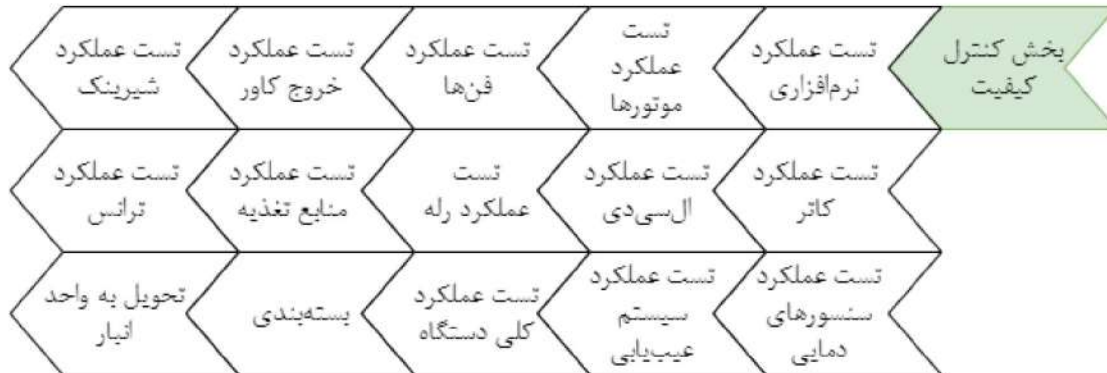 بخش کنترل
کیفیت
تست عملکرد
نرم‌افزاری
تست
عملکرد
موتورها
تست عملکرد
فن‌ها
تست عملکرد
خروج کاور
تست عملکرد
شیرینک
تست عملکرد
کاتر
تست عملکرد
ال‌سی‌دی
تست
عملکرد رله
تست عملکرد
منابع تغذیه
تست عملکرد
ترانس
تست عملکرد
سنسورهای
دمایی
تست عملکرد
سیستم
عیب‌یابی
تست عملکرد
کلی دستگاه
بسته‌بندی
تحویل به واحد
انبار